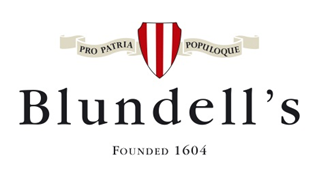 PRO PATRIA POPULOQUE
Blundell's
FOUNDED 1604